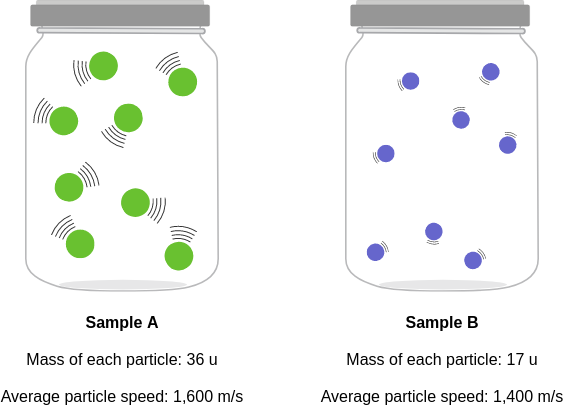 Sample A
Sample B
Mass of each particle: 36 u
Mass of each particle: 17 u
Average particle speed: 1,600 m/s
Average particle speed: 1,400 m/s